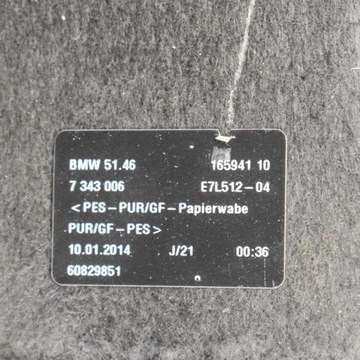 BMW 51.46 165941 10
7 343 006 E7L512-04
<PES-PUR/GF-Papierwabe
PUR/GF-PES>
10.01.2014 J/21 00:36
60829851